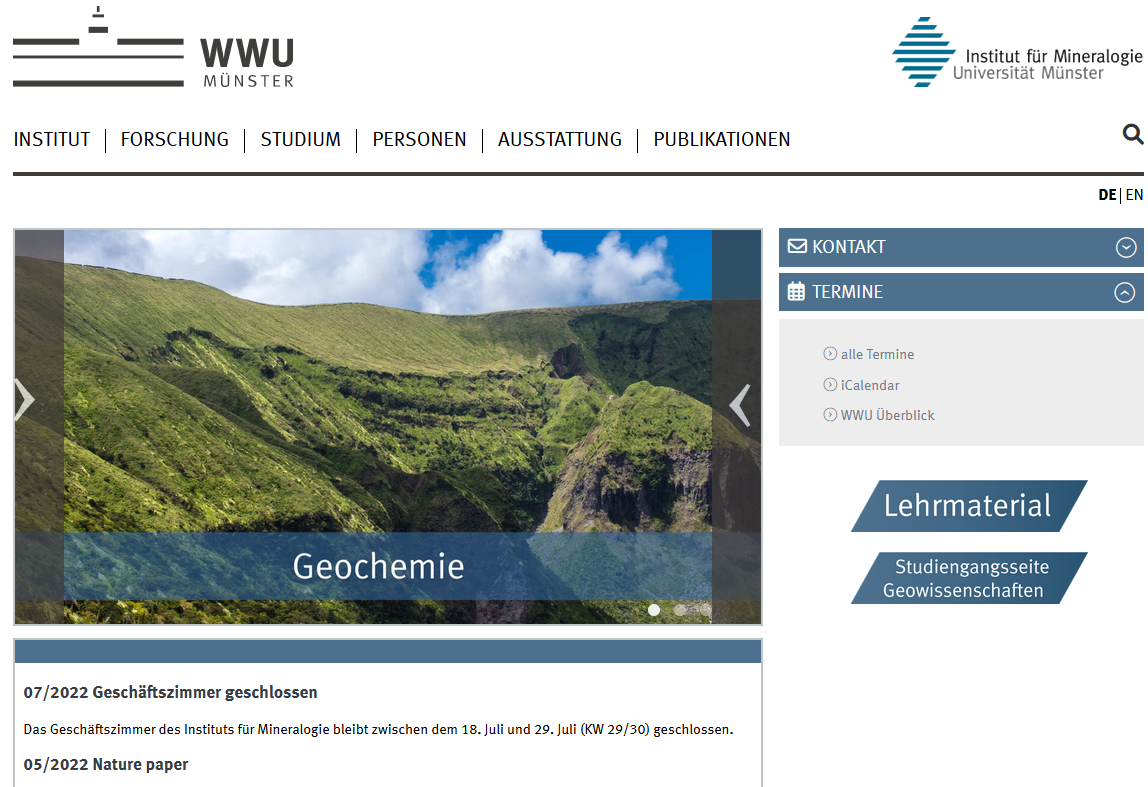 WWU
MÜNSTER
Institut für Mineralogie
Universität Münster
INSTITUT | FORSCHUNG | STUDIUM | PERSONEN | AUSSTATTUNG | PUBLIKATIONEN
DE | EN
Geochemie
KONTAKT
TERMINE
alle Termine
iCalendar
WWU Überblick
Lehrmaterial
Studiengangsseite
Geowissenschaften
07/2022 Geschäftszimmer geschlossen
Das Geschäftszimmer des Instituts für Mineralogie bleibt zwischen dem 18. Juli und 29. Juli (KW 29/30) geschlossen.
05/2022 Nature paper